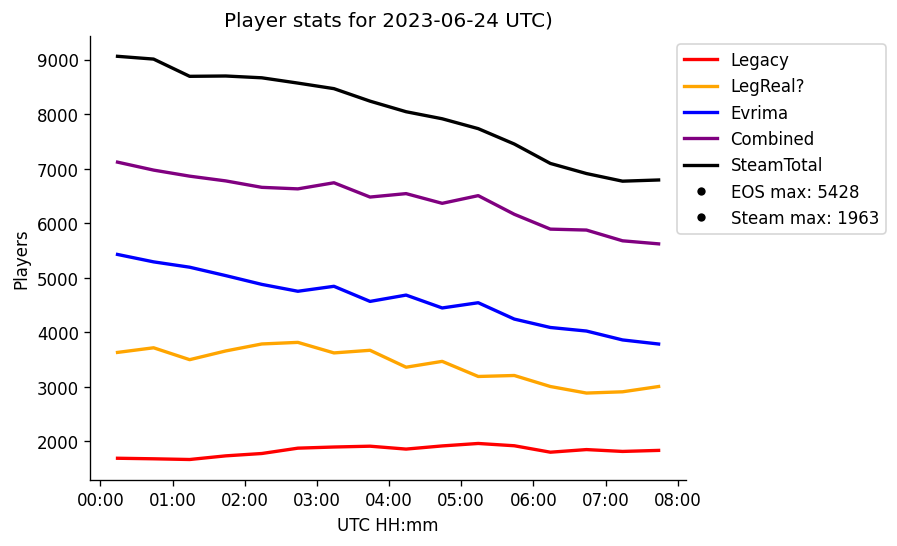 Player stats for 2023-06-24 UTC)
Players
9000
8000
7000
6000
5000
4000
3000
2000
00:00 01:00 02:00 03:00 04:00 05:00 06:00 07:00 08:00
UTC HH:mm
Legacy
LegReal?
Evrima
Combined
SteamTotal
EOS max: 5428
Steam max: 1963